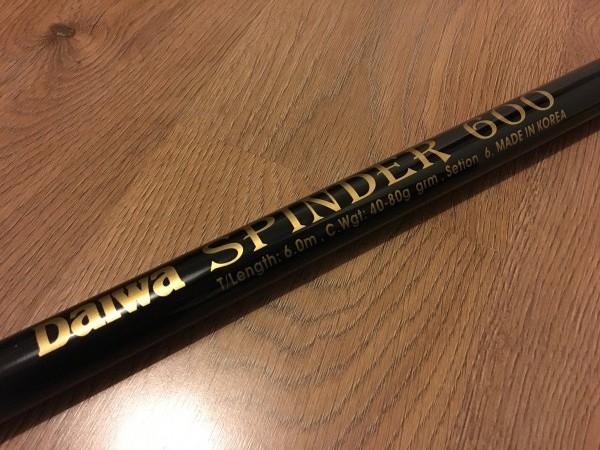 Daiwa SPINDER 600
T/Length: 6.0m . C.Wgt: 40-80g grm . Setion 6. MADE IN KOREA